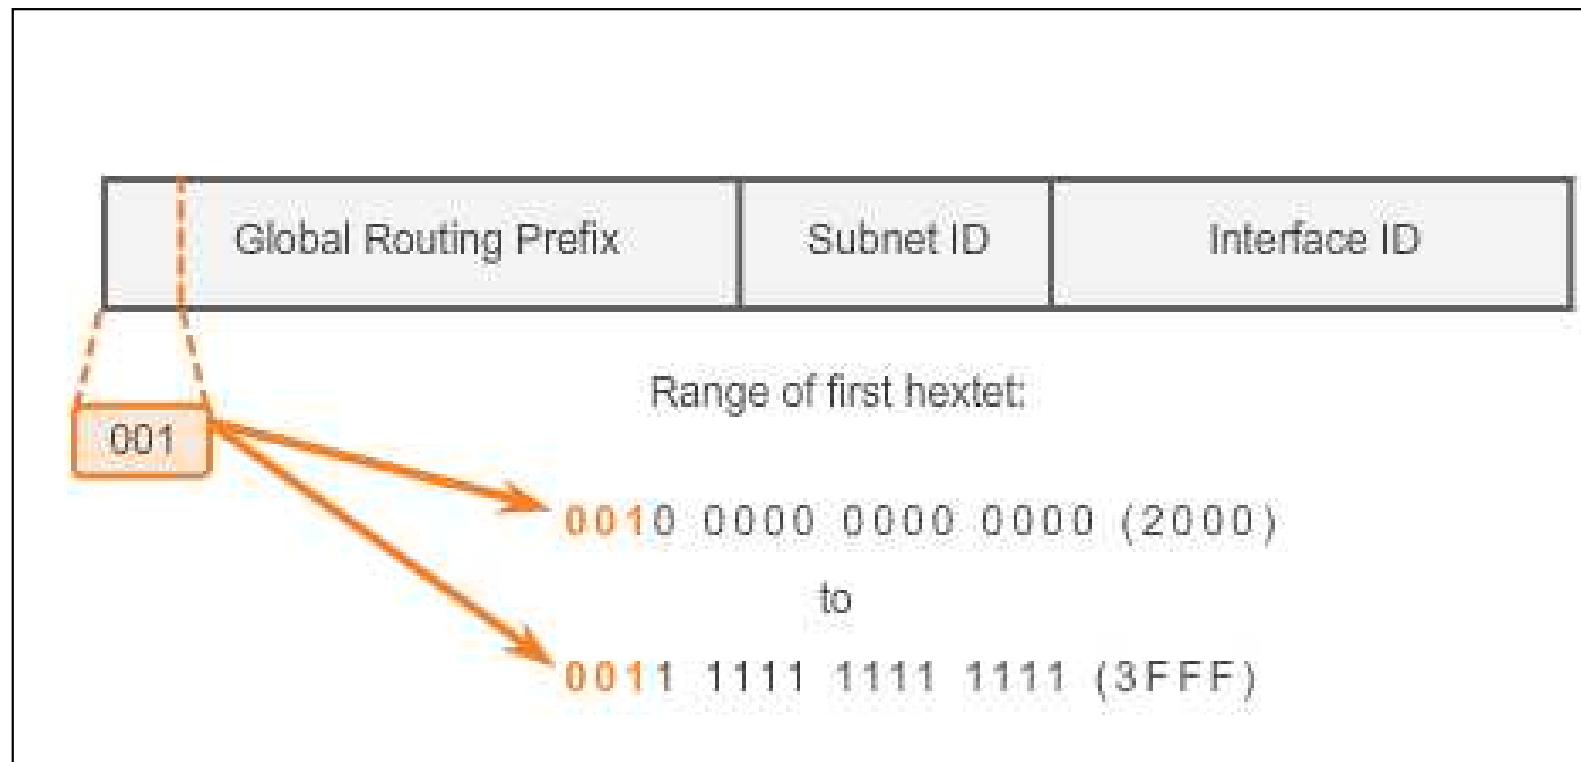 Global Routing Prefix Subnet ID Interface ID
Range of first hextet:
001
0010 0000 0000 0000 (2000)
to
0011 1111 1111 1111 (3FFF)